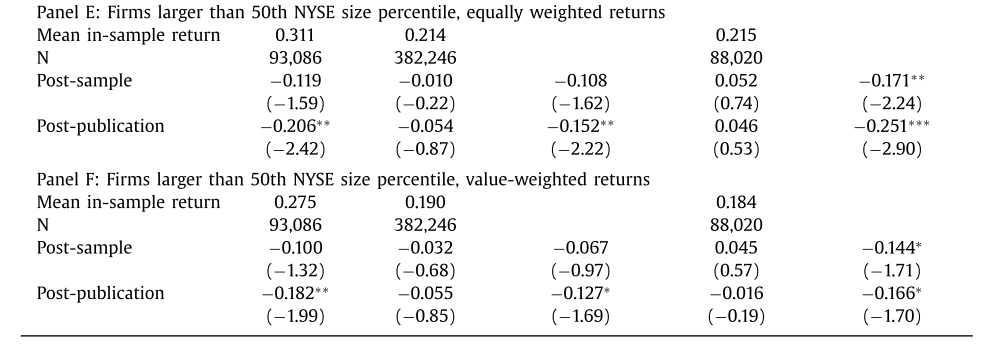 Panel E: Firms larger than 50th NYSE size percentile, equally weighted returns
Mean in-sample return 0.311 0.214 0.215
N 93,086 382,246 88,020
Post-sample −0.119 −0.010 −0.108 0.052 −0.171**
(−1.59) (−0.22) (−1.62) (0.74) (−2.24)
Post-publication −0.206** −0.054 −0.152** 0.046 −0.251***
(−2.42) (−0.87) (−2.22) (0.53) (−2.90)
Panel F: Firms larger than 50th NYSE size percentile, value-weighted returns
Mean in-sample return 0.275 0.190 0.184
N 93,086 382,246 88,020
Post-sample −0.100 −0.032 −0.067 0.045 −0.144*
(−1.32) (−0.68) (−0.97) (0.57) (−1.71)
Post-publication −0.182** −0.055 −0.127* −0.016 −0.166*
(−1.99) (−0.85) (−1.69) (−0.19) (−1.70)